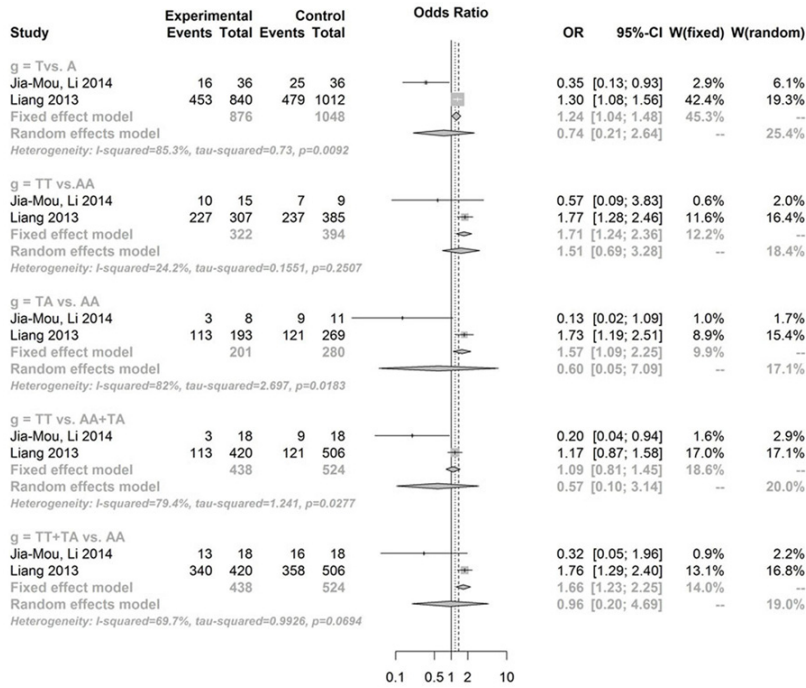 Experimental Control Odds Ratio
Study Events Total Events Total OR 95%-CI W(fixed) W(random)
g = Tvs. A
Jia-Mou, Li 2014 16 36 25 36 0.35 [0.13; 0.93] 2.9% 6.1%
Liang 2013 453 840 479 1012 1.30 [1.08; 1.56] 42.4% 19.3%
Fixed effect model 876 1048 1.24 [1.04; 1.48] 45.3% --
Random effects model 0.74 [0.21; 2.64] -- 25.4%
Heterogeneity: I-squared=85.3%, tau-squared=0.73, p=0.0092
g = TT vs.AA
Jia-Mou, Li 2014 10 15 7 9 0.57 [0.09; 3.83] 0.6% 2.0%
Liang 2013 227 307 237 385 1.77 [1.28; 2.46] 11.6% 16.4%
Fixed effect model 322 394 1.71 [1.24; 2.36] 12.2% --
Random effects model 1.51 [0.69; 3.28] -- 18.4%
Heterogeneity: I-squared=24.2%, tau-squared=0.1551, p=0.2507
g = TA vs. AA
Jia-Mou, Li 2014 3 8 9 11 0.13 [0.02; 1.09] 1.0% 1.7%
Liang 2013 113 193 121 269 1.73 [1.19; 2.51] 8.9% 15.4%
Fixed effect model 201 280 1.57 [1.09; 2.25] 9.9% --
Random effects model 0.60 [0.05; 7.09] -- 17.1%
Heterogeneity: I-squared=82%, tau-squared=2.697, p=0.0183
g = TT vs. AA+TA
Jia-Mou, Li 2014 3 18 9 18 0.20 [0.04; 0.94] 1.6% 2.9%
Liang 2013 113 420 121 506 1.17 [0.87; 1.58] 17.0% 17.1%
Fixed effect model 438 524 1.09 [0.81; 1.45] 18.6% --
Random effects model 0.57 [0.10; 3.14] -- 20.0%
Heterogeneity: I-squared=79.4%, tau-squared=1.241, p=0.0277
g = TT+TA vs. AA
Jia-Mou, Li 2014 13 18 16 18 0.32 [0.05; 1.96] 0.9% 2.2%
Liang 2013 340 420 358 506 1.76 [1.29; 2.40] 13.1% 16.8%
Fixed effect model 438 524 1.66 [1.23; 2.25] 14.0% --
Random effects model 0.96 [0.20; 4.69] -- 19.0%
Heterogeneity: I-squared=69.7%, tau-squared=0.9926, p=0.0694
0.1 0.5 1 2 10